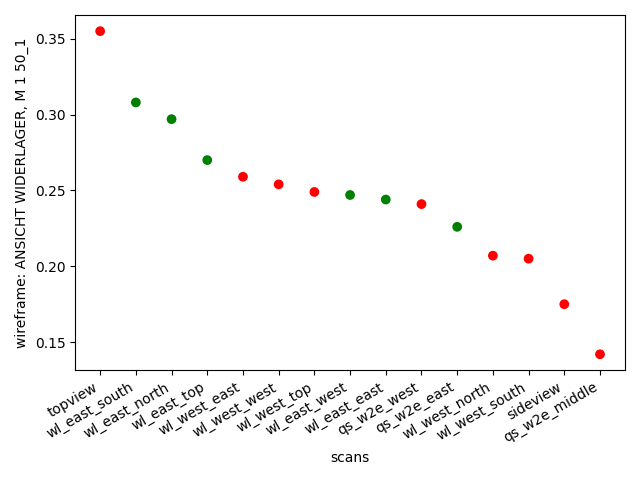 wireframe: ANSICHT WIDERLAGER, M 1 50_1
0.35
0.30
0.25
0.20
0.15
topview
wl_east_south
wl_east_north
wl_east_top
wl_west_east
wl_west_west
wl_west_top
wl_east_west
wl_east_east
qs_w2e_west
qs_w2e_east
wl_west_north
wl_west_south
sideview
qs_w2e_middle
scans